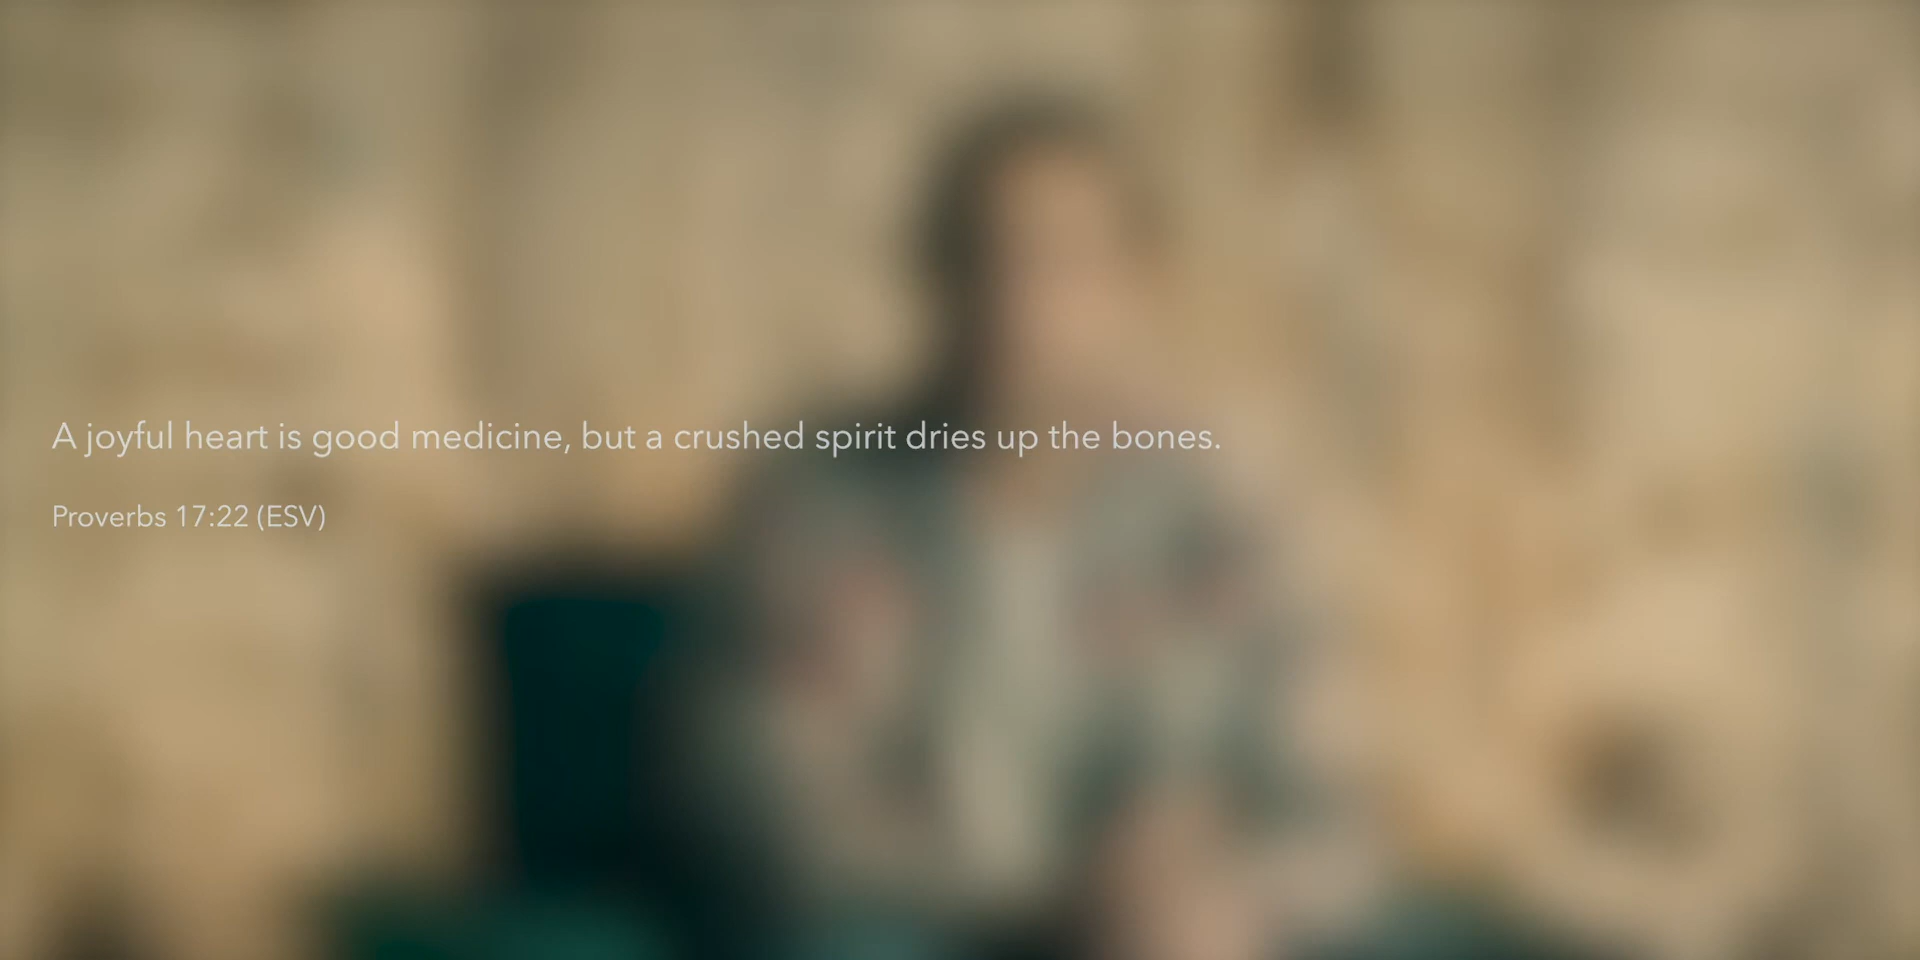 A joyful heart is good medicine, but a crushed spirit dries up the bones.
Proverbs 17:22 (ESV)